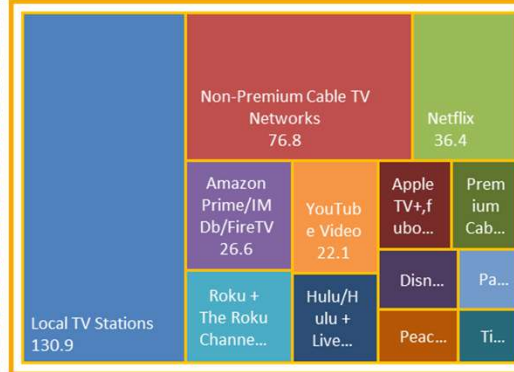 Non-Premium Cable TV
Networks
76.8
Netflix
36.4
Local TV Stations
130.9
Amazon
Prime/IM
Db/FireTV
26.6
YouTub
e Video
22.1
Apple
TV+,f
ubo...
Prem
ium
Cab...
Roku +
The Roku
Channe...
Hulu/H
ulu +
Live...
Disn...
Pa...
Peac...
Ti...